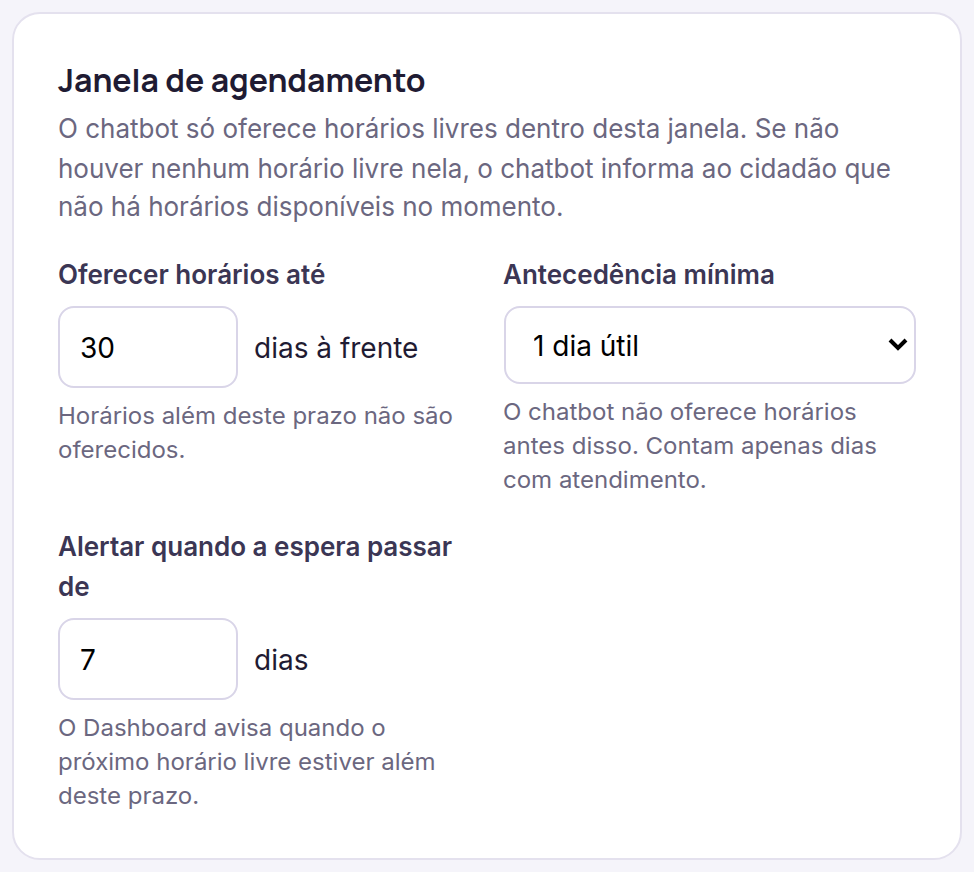 Janela de agendamento
O chatbot só oferece horários livres dentro desta janela. Se não
houver nenhum horário livre nela, o chatbot informa ao cidadão que
não há horários disponíveis no momento.
Oferecer horários até
30 dias à frente
Horários além deste prazo não são
oferecidos.
Antecedência mínima
1 dia útil
O chatbot não oferece horários
antes disso. Contam apenas dias
com atendimento.
Alertar quando a espera passar
de
7 dias
O Dashboard avisa quando o
próximo horário livre estiver além
deste prazo.